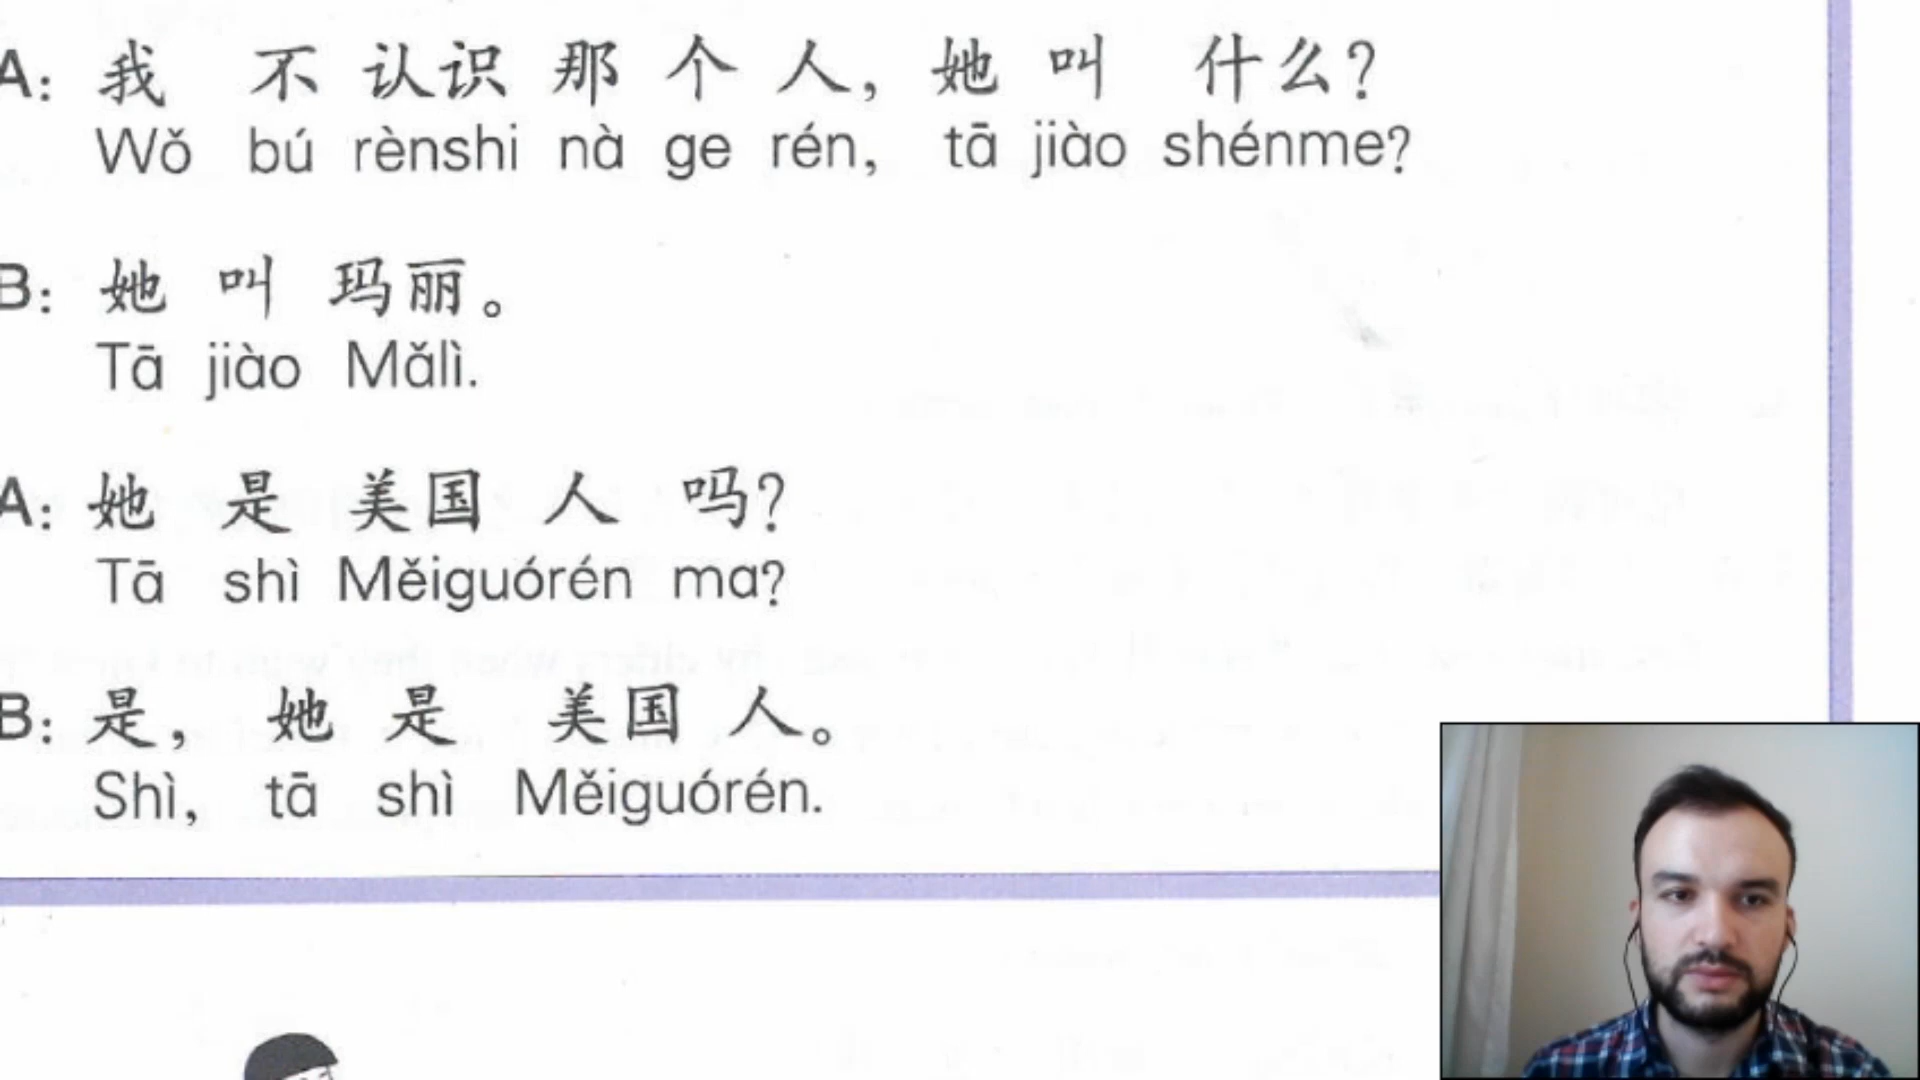 A: 我 不 认识 那 个 人, 她 叫 什么?
Wǒ bú rènshi nà ge rén, tā jiào shénme?
B: 她 叫 玛丽。
Tā jiào Mǎlì.
A: 她 是 美国 人 吗?
Tā shì Měiguórén ma?
B: 是, 她 是 美国 人。
Shì, tā shì Měiguórén.